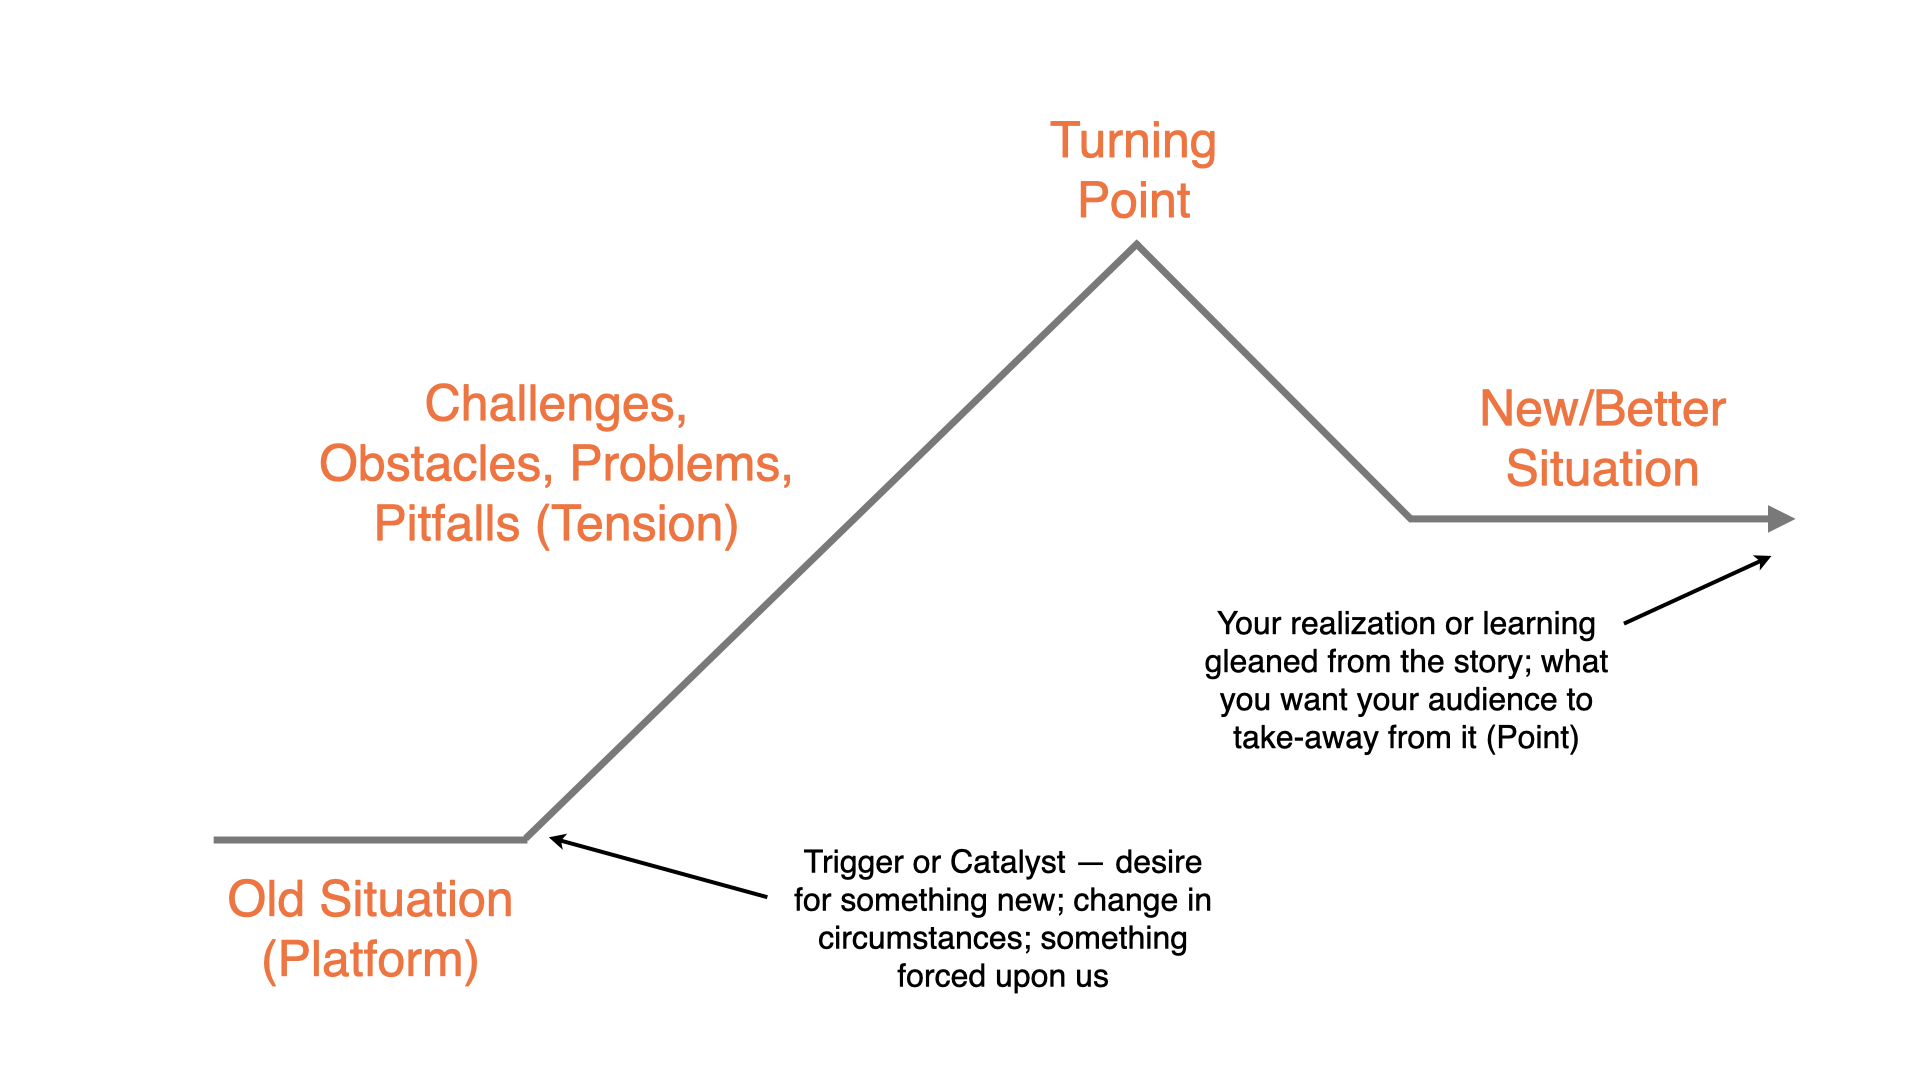 Turning
Point
Challenges,
Obstacles, Problems,
Pitfalls (Tension)
New/Better
Situation
Your realization or learning
gleaned from the story; what
you want your audience to
take-away from it (Point)
Old Situation
(Platform)
Trigger or Catalyst — desire
for something new; change in
circumstances; something
forced upon us